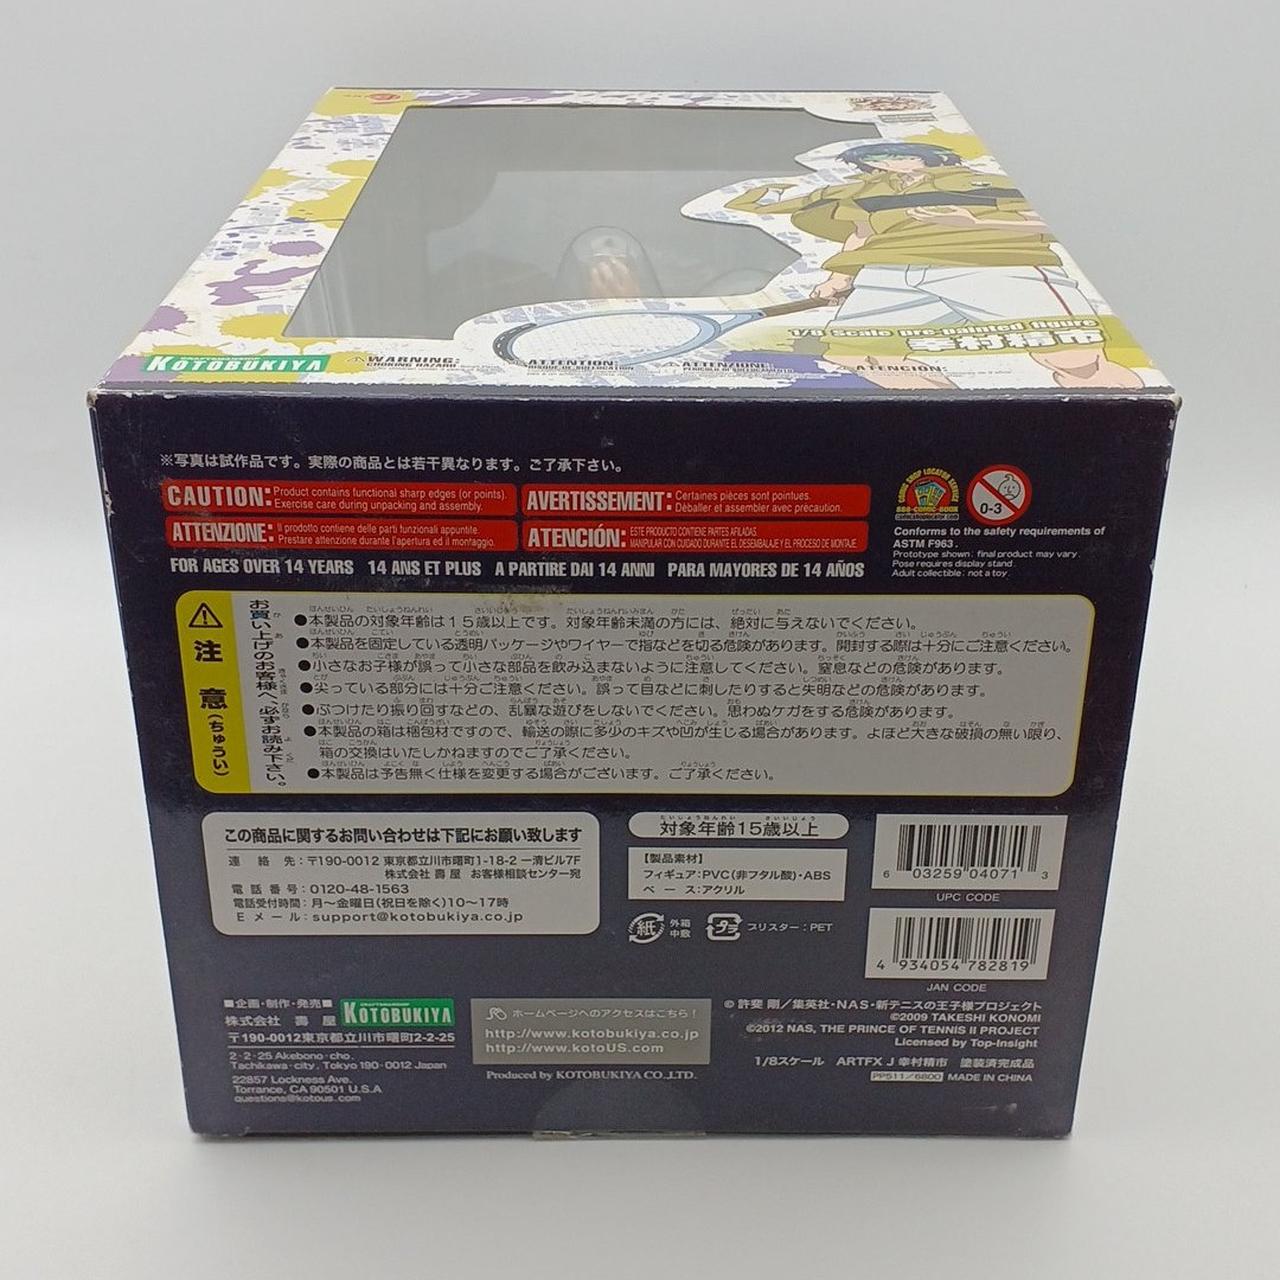 CRAFTSMANSHIP
KOTOBUKIYA
WARNING:
CHOKING HAZARD
ATTENTION:
RISQUE DE SUFFOCATION
ATTENZIONE:
PERICOLO DI SUFFOCATION
ATENCION:
1/8 Scale pre-painted figure
幸村精市
※写真は試作品です。実際の商品とは若干異なります。ご了承下さい。
CAUTION: Product contains functional sharp edges (or points). Exercise care during unpacking and assembly.
AVERTISSEMENT: Certaines pièces sont pointues. Déballer et assembler avec précaution.
ATTENZIONE: Il prodotto contiene delle parti funzionali appuntite. Prestare attenzione durante l'apertura ed il montaggio.
ATENCIÓN: ESTE PRODUCTO CONTIENE PARTES AFILADAS. MANIPULAR CON CUIDADO DURANTE EL DESEMBALAJE Y EL PROCESO DE MONTAJE.
FOR AGES OVER 14 YEARS 14 ANS ET PLUS A PARTIRE DAI 14 ANNI PARA MAYORES DE 14 AÑOS
COMIC SHOP LOCATOR SERVICE
888-COMIC-BOOK
0-3
Conforms to the safety requirements of
ASTM F963.
Prototype shown: final product may vary.
Pose requires display stand.
Adult collectible: not a toy.
注意(ちゅうい)
お買い上げのお客様へ、必ずお読み下さい。
●本製品の対象年齢は15歳以上です。対象年齢未満の方には、絶対に与えないでください。
●本製品を固定している透明パッケージやワイヤーで指などを切る危険があります。開封する際は十分にご注意ください。
●小さなお子様が誤って小さな部品を飲み込まないように注意してください。窒息などの危険があります。
●尖っている部分には十分ご注意ください。誤って目などに刺したりすると失明などの危険があります。
●ぶつけたり振り回すなどの、乱暴な遊びをしないでください。思わぬケガをする危険があります。
●本製品の箱は梱包材ですので、輸送の際に多少のキズや凹が生じる場合があります。よほど大きな破損の無い限り、
箱の交換はいたしかねますのでご了承ください。
●本製品は予告無く仕様を変更する場合がございます。ご了承ください。
この商品に関するお問い合わせは下記にお願い致します
連絡先:〒190-0012 東京都立川市曙町1-18-2 一清ビル7F
株式会社 壽屋 お客様相談センター宛
電話番号:0120-48-1563
電話受付時間:月〜金曜日(祝日を除く)10〜17時
Eメール:support@kotobukiya.co.jp
対象年齢15歳以上
【製品素材】
フィギュア:PVC(非フタル酸)・ABS
ベース:アクリル
紙 外箱 中敷
プラ ブリスター:PET
6 03259 04071 3
UPC CODE
4 934054 782819
JAN CODE
■企画・制作・発売■
株式会社 壽屋
CRAFTSMANSHIP
KOTOBUKIYA
〒190-0012東京都立川市曙町2-2-25
2-2-25 Akebono-cho,
Tachikawa-city, Tokyo 190-0012 Japan
22857 Lockness Ave.
Torrance, CA 90501 U.S.A
questions@kotous.com
ホームページへのアクセスはこちら!
http://www.kotobukiya.co.jp
http://www.kotoUS.com
Produced by KOTOBUKIYA CO.,LTD.
© 許斐 剛/集英社・NAS・新テニスの王子様プロジェクト
©2009 TAKESHI KONOMI
©2012 NAS, THE PRINCE OF TENNIS II PROJECT
Licensed by Top-Insight
1/8スケール ARTFX J 幸村精市 塗装済完成品
PP511/6800 MADE IN CHINA